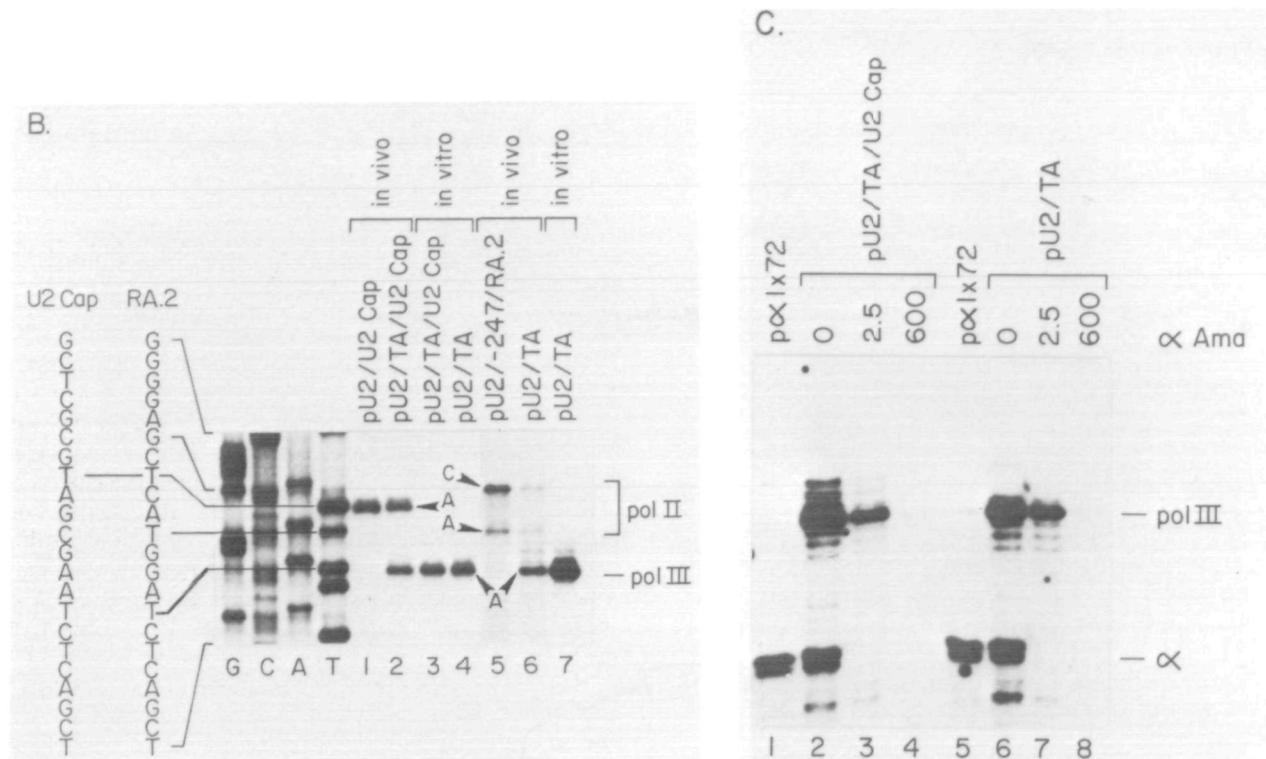 B.
in vivo
in vitro
in vivo
in vitro
pU2/U2 Cap
pU2/TA/U2 Cap
pU2/TA/U2 Cap
pU2/TA
pU2/-247/RA.2
pU2/TA
pU2/TA
U2 Cap RA.2
G G
C G
T G
C G
G A
C G
G C
T T
A C
G A
C T
G G
A G
A A
T T
C C
T T
C C
A A
G G
C C
T T
C
A
A
A
pol II
pol III
G C A T 1 2 3 4 5 6 7
C.
pU2/TA/U2 Cap
pU2/TA
pα1x72
0
2.5
600
pα1x72
0
2.5
600
α Ama
pol III
α
1 2 3 4 5 6 7 8